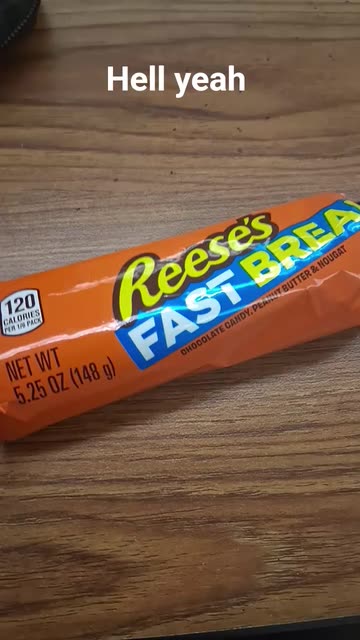 Hell yeah
Reese's
FAST BREA
CHOCOLATE CANDY, PEANUT BUTTER & NOUGAT
120
CALORIES
PER 1/6 PACK
NET WT
5.25 OZ (148 g)